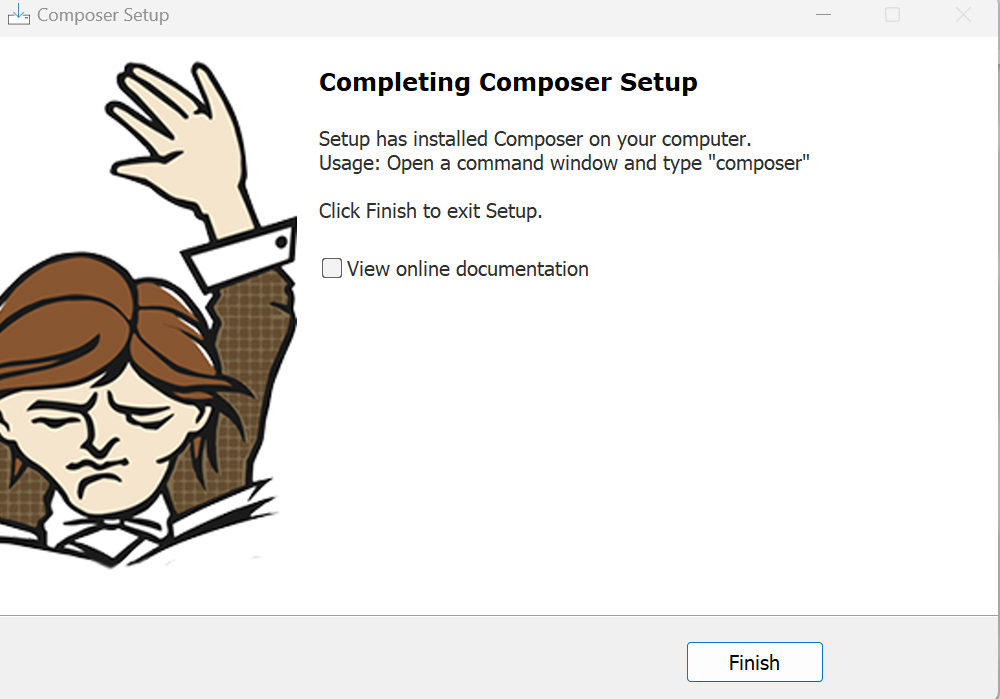 Composer Setup
Completing Composer Setup
Setup has installed Composer on your computer.
Usage: Open a command window and type "composer"
Click Finish to exit Setup.
View online documentation
Finish